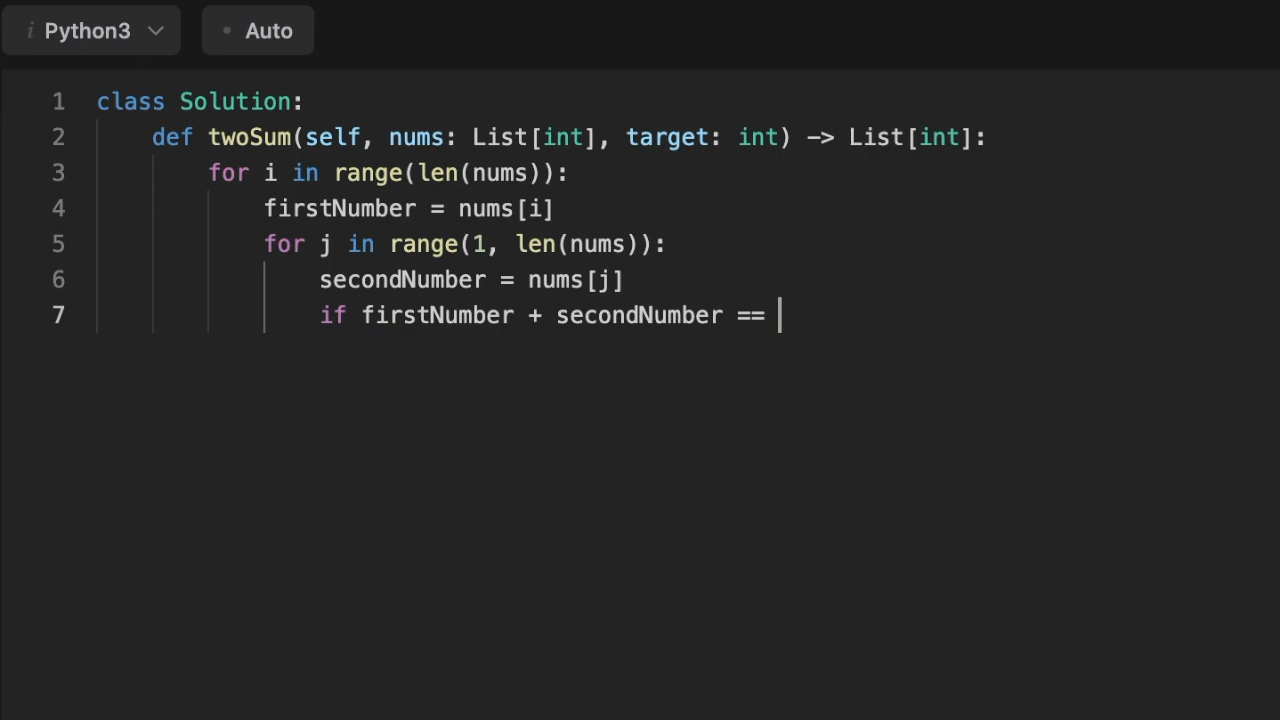 i Python3
• Auto
1 class Solution:
2 def twoSum(self, nums: List[int], target: int) -> List[int]:
3 for i in range(len(nums)):
4 firstNumber = nums[i]
5 for j in range(1, len(nums)):
6 secondNumber = nums[j]
7 if firstNumber + secondNumber ==